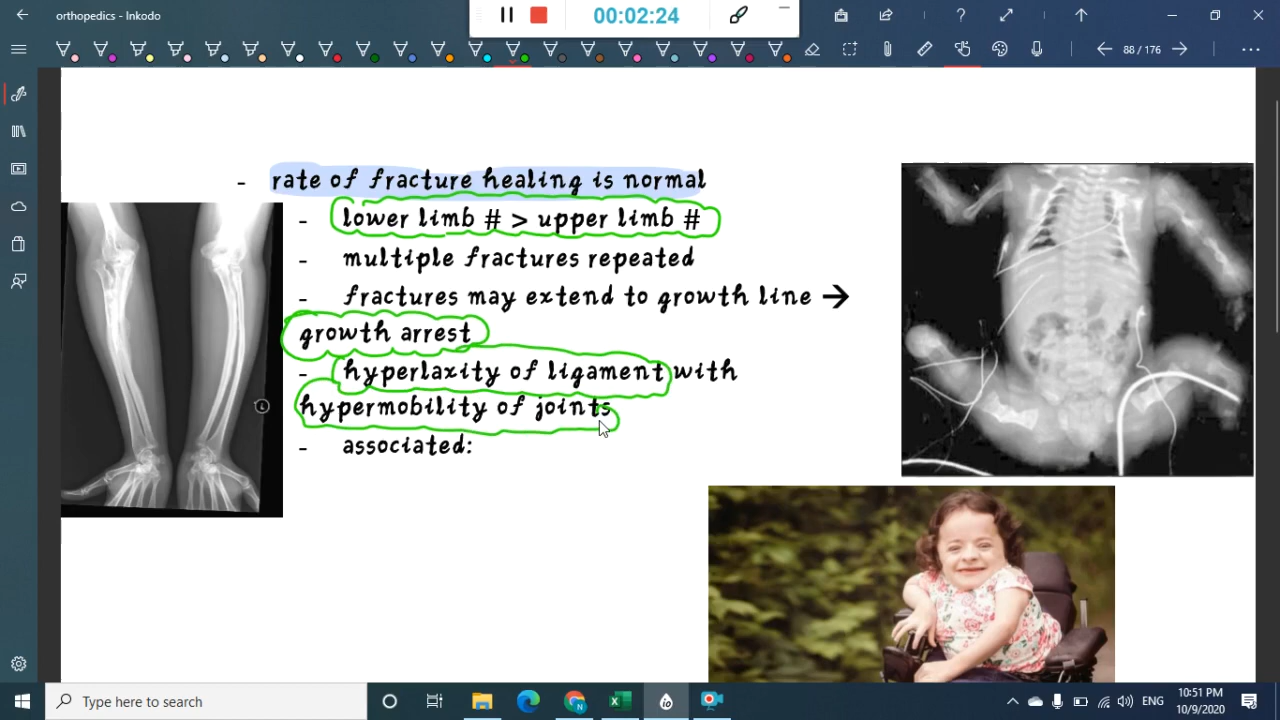 orthopedics - Inkodo
00:02:24
88 / 176
- rate of fracture healing is normal
- lower limb # > upper limb #
- multiple fractures repeated
- fractures may extend to growth line →
growth arrest
- hyperlaxity of ligament with
hypermobility of joints
- associated:
Type here to search
ENG
10:51 PM
10/9/2020